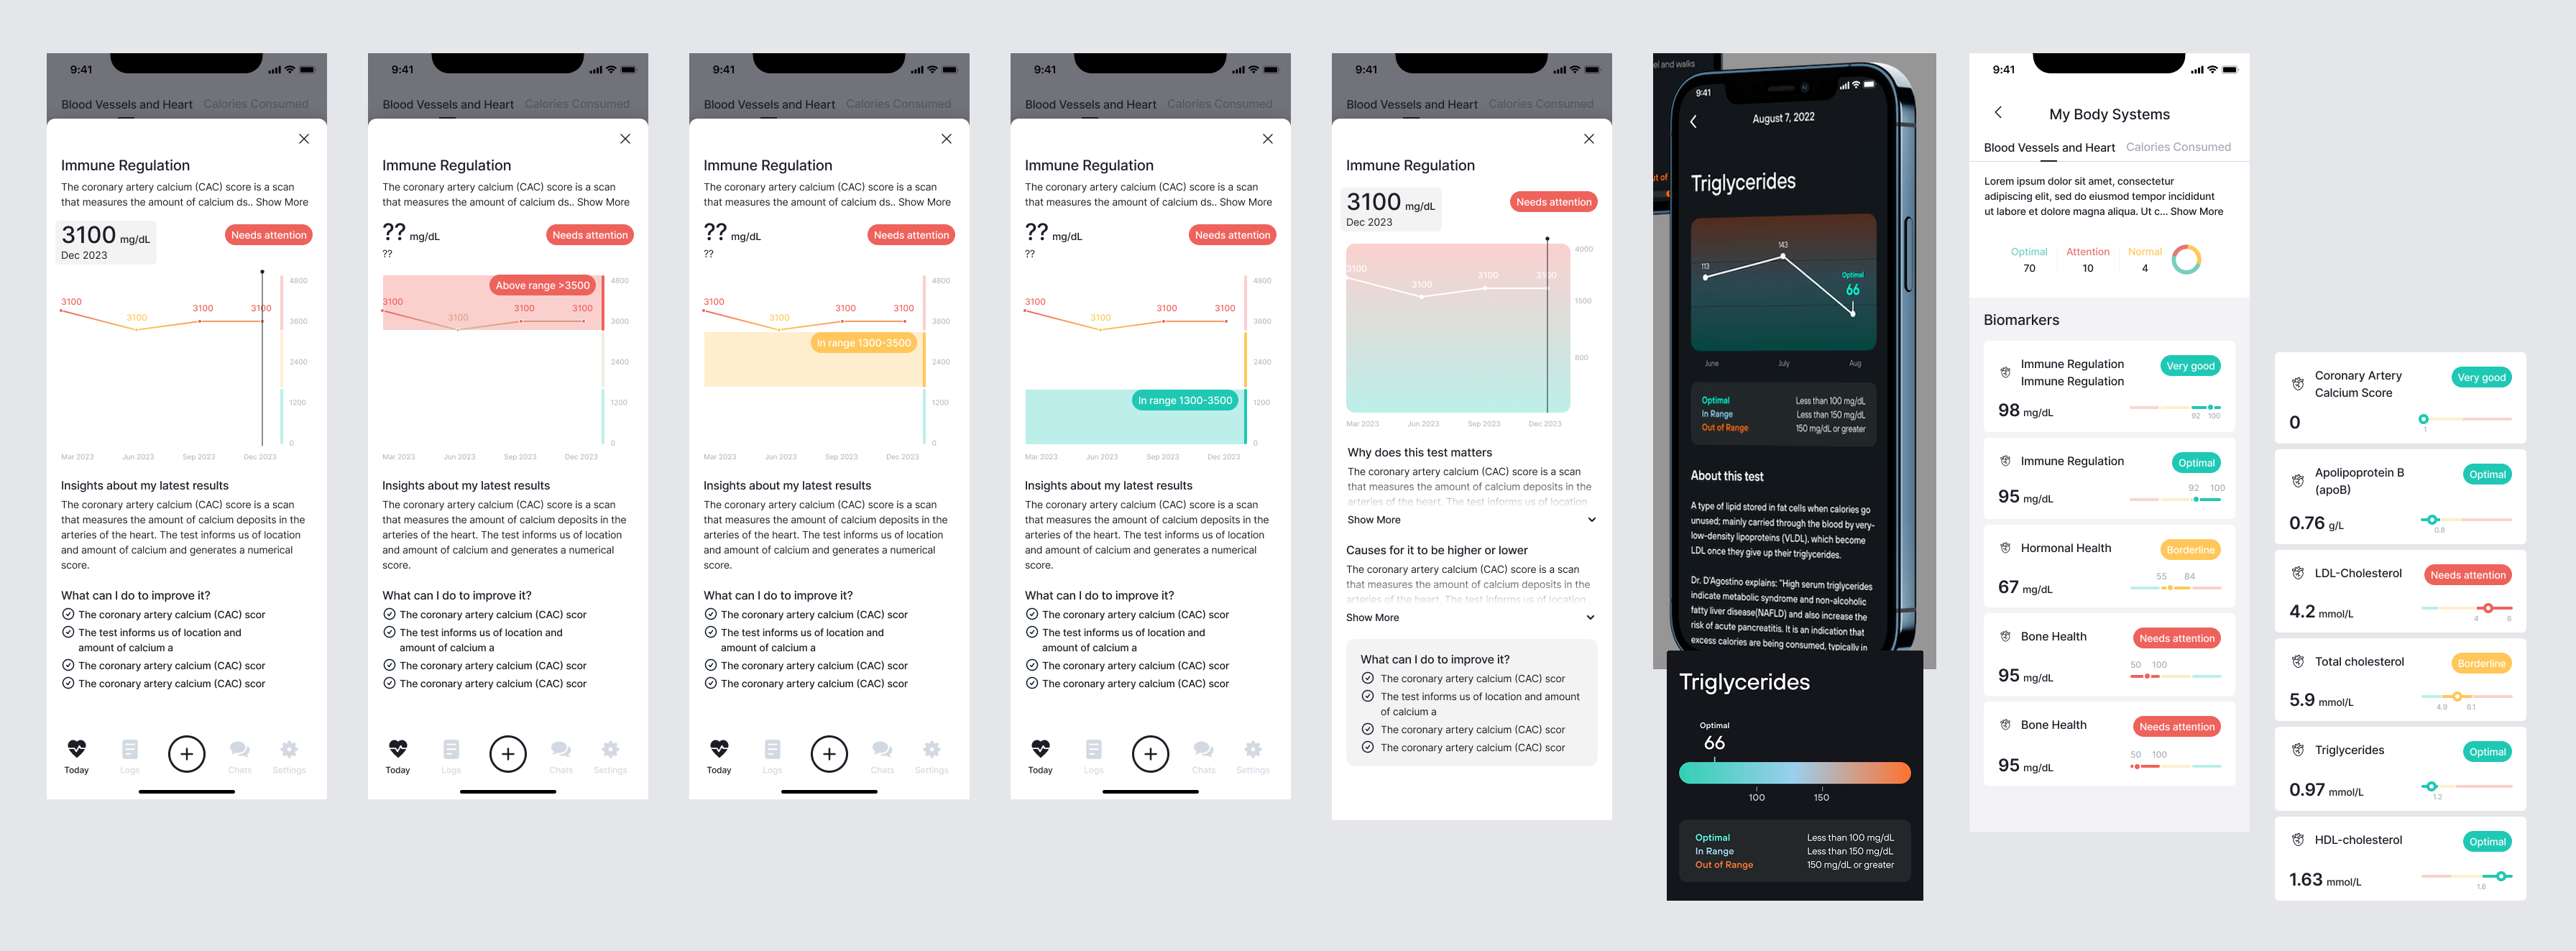 9:41
Blood Vessels and Heart Calories Consumed
Immune Regulation
The coronary artery calcium (CAC) score is a scan
that measures the amount of calcium ds.. Show More
3100 mg/dL
Dec 2023
Needs attention
4800
3100
3100
3100
3100
3600
2400
1200
0
Mar 2023 Jun 2023 Sep 2023 Dec 2023
Insights about my latest results
The coronary artery calcium (CAC) score is a scan
that measures the amount of calcium deposits in the
arteries of the heart. The test informs us of location
and amount of calcium and generates a numerical
score.
What can I do to improve it?
The coronary artery calcium (CAC) scor
The test informs us of location and
amount of calcium a
The coronary artery calcium (CAC) scor
The coronary artery calcium (CAC) scor
Today Logs Chats Settings
9:41
Blood Vessels and Heart Calories Consumed
Immune Regulation
The coronary artery calcium (CAC) score is a scan
that measures the amount of calcium ds.. Show More
?? mg/dL
??
Needs attention
Above range >3500
4800
3100
3100
3100
3100
3600
2400
1200
0
Mar 2023 Jun 2023 Sep 2023 Dec 2023
Insights about my latest results
The coronary artery calcium (CAC) score is a scan
that measures the amount of calcium deposits in the
arteries of the heart. The test informs us of location
and amount of calcium and generates a numerical
score.
What can I do to improve it?
The coronary artery calcium (CAC) scor
The test informs us of location and
amount of calcium a
The coronary artery calcium (CAC) scor
The coronary artery calcium (CAC) scor
Today Logs Chats Settings
9:41
Blood Vessels and Heart Calories Consumed
Immune Regulation
The coronary artery calcium (CAC) score is a scan
that measures the amount of calcium ds.. Show More
?? mg/dL
??
Needs attention
4800
3100
3100
3100
3100
3600
In range 1300-3500
2400
1200
0
Mar 2023 Jun 2023 Sep 2023 Dec 2023
Insights about my latest results
The coronary artery calcium (CAC) score is a scan
that measures the amount of calcium deposits in the
arteries of the heart. The test informs us of location
and amount of calcium and generates a numerical
score.
What can I do to improve it?
The coronary artery calcium (CAC) scor
The test informs us of location and
amount of calcium a
The coronary artery calcium (CAC) scor
The coronary artery calcium (CAC) scor
Today Logs Chats Settings
9:41
Blood Vessels and Heart Calories Consumed
Immune Regulation
The coronary artery calcium (CAC) score is a scan
that measures the amount of calcium ds.. Show More
?? mg/dL
??
Needs attention
4800
3100
3100
3100
3100
3600
2400
In range 1300-3500
1200
0
Mar 2023 Jun 2023 Sep 2023 Dec 2023
Insights about my latest results
The coronary artery calcium (CAC) score is a scan
that measures the amount of calcium deposits in the
arteries of the heart. The test informs us of location
and amount of calcium and generates a numerical
score.
What can I do to improve it?
The coronary artery calcium (CAC) scor
The test informs us of location and
amount of calcium a
The coronary artery calcium (CAC) scor
The coronary artery calcium (CAC) scor
Today Logs Chats Settings
9:41
Blood Vessels and Heart Calories Consumed
Immune Regulation
3100 mg/dL
Dec 2023
Needs attention
4000
3100
3100
3100
3100
1500
800
Mar 2023 Jun 2023 Sep 2023 Dec 2023
Why does this test matters
The coronary artery calcium (CAC) score is a scan
that measures the amount of calcium deposits in the
arteries of the heart. The test informs us of location
Show More
Causes for it to be higher or lower
The coronary artery calcium (CAC) score is a scan
that measures the amount of calcium deposits in the
arteries of the heart. The test informs us of location
Show More
What can I do to improve it?
The coronary artery calcium (CAC) scor
The test informs us of location and amount
of calcium a
The coronary artery calcium (CAC) scor
The coronary artery calcium (CAC) scor
el and walks
ut of
9:41
August 7, 2022
Triglycerides
113
143
Optimal
66
June July Aug
Optimal Less than 100 mg/dL
In Range Less than 150 mg/dL
Out of Range 150 mg/dL or greater
About this test
A type of lipid stored in fat cells when calories go
unused; mainly carried through the blood by very-
low-density lipoproteins (VLDL), which become
LDL once they give up their triglycerides.
Dr. D'Agostino explains: "High serum triglycerides
indicate metabolic syndrome and non-alcoholic
fatty liver disease(NAFLD) and also increase the
risk of acute pancreatitis. It is an indication that
excess calories are being consumed, typically in
Triglycerides
Optimal
66
100 150
Optimal Less than 100 mg/dL
In Range Less than 150 mg/dL
Out of Range 150 mg/dL or greater
9:41
My Body Systems
Blood Vessels and Heart Calories Consumed
Lorem ipsum dolor sit amet, consectetur
adipiscing elit, sed do eiusmod tempor incididunt
ut labore et dolore magna aliqua. Ut c... Show More
Optimal Attention Normal
70 10 4
Biomarkers
Immune Regulation
Immune Regulation
Very good
98 mg/dL
92 100
Immune Regulation
Optimal
92 100
95 mg/dL
Hormonal Health
Borderline
55 84
67 mg/dL
Bone Health
Needs attention
50 100
95 mg/dL
Bone Health
Needs attention
50 100
95 mg/dL
Coronary Artery
Calcium Score
Very good
0
1
Apolipoprotein B
(apoB)
Optimal
0.76 g/L
0.8
LDL-Cholesterol
Needs attention
4.2 mmol/L
4 6
Total cholesterol
Borderline
5.9 mmol/L
4.9 6.1
Triglycerides
Optimal
0.97 mmol/L
1.2
HDL-cholesterol
Optimal
1.63 mmol/L
1.6